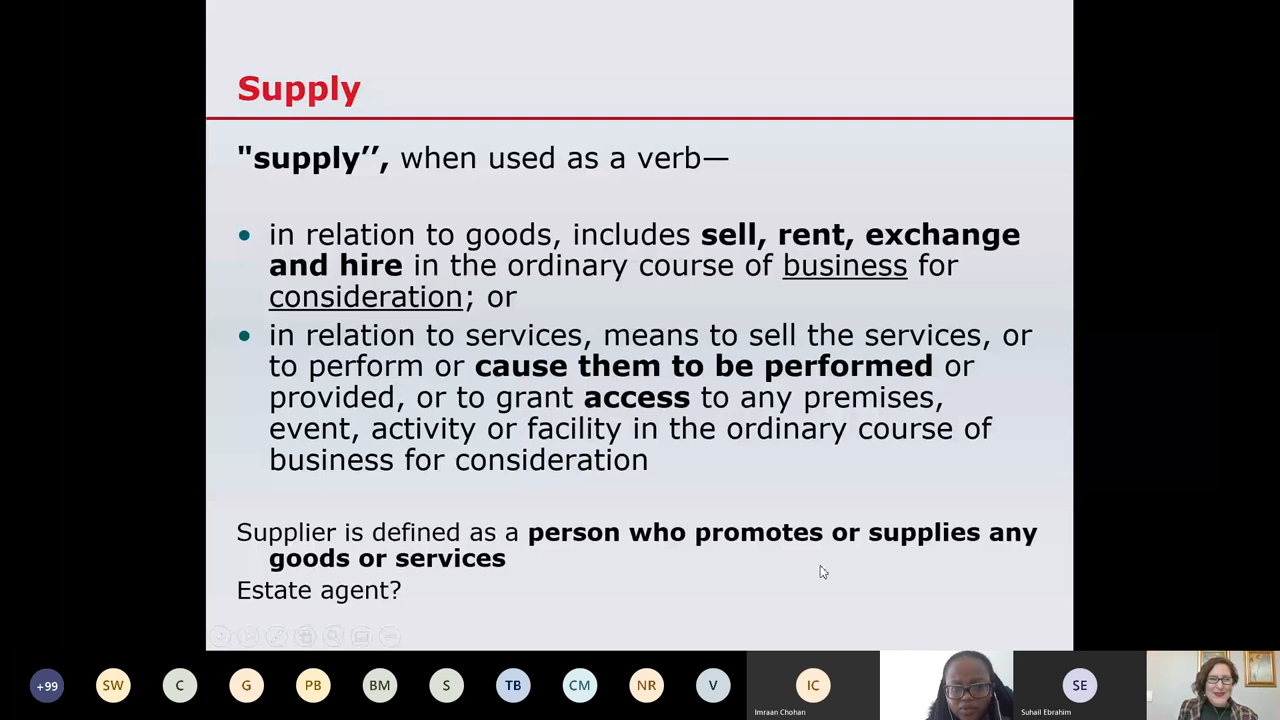 Supply
"supply’’, when used as a verb—
in relation to goods, includes sell, rent, exchange
and hire in the ordinary course of business for
consideration; or
in relation to services, means to sell the services, or
to perform or cause them to be performed or
provided, or to grant access to any premises,
event, activity or facility in the ordinary course of
business for consideration
Supplier is defined as a person who promotes or supplies any
goods or services
Estate agent?
+99 SW C G PB BM S TB CM NR V IC SE
Imraan Chohan Suhail Ebrahim